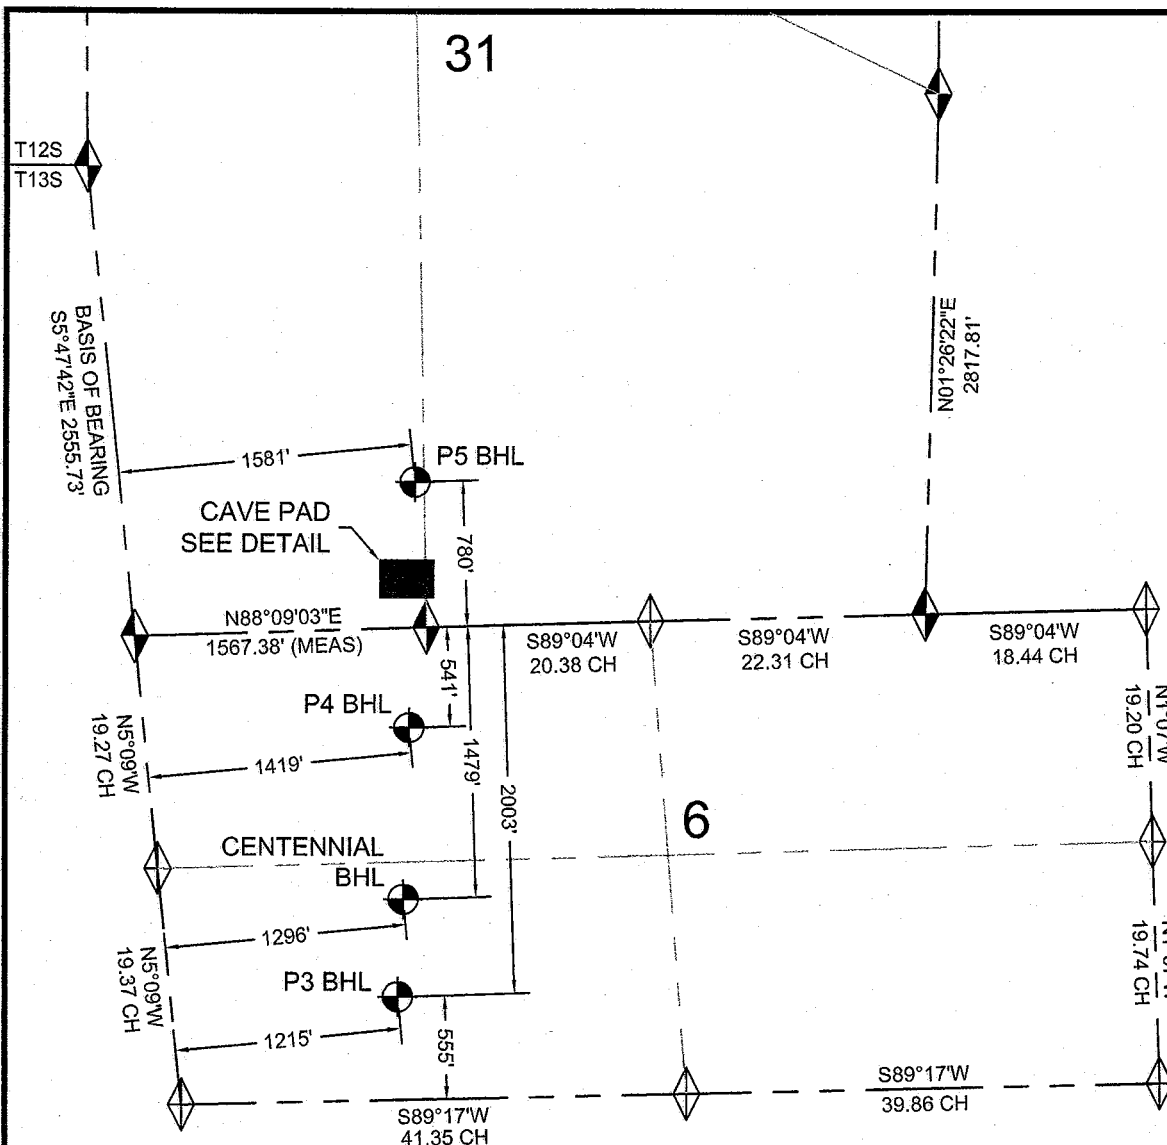 31
T12S
T13S
BASIS OF BEARING
S5°47'42"E 2555.73'
N01°26'22"E
2817.81'
1581'
P5 BHL
CAVE PAD
SEE DETAIL
780'
N88°09'03"E
1567.38' (MEAS)
S89°04'W
20.38 CH
S89°04'W
22.31 CH
S89°04'W
18.44 CH
541'
P4 BHL
N5°09'W
19.27 CH
1419'
1479'
2003'
19.20 CH
6
CENTENNIAL
BHL
1296'
N5°09'W
19.37 CH
P3 BHL
1215'
555'
19.74 CH
S89°17'W
41.35 CH
S89°17'W
39.86 CH